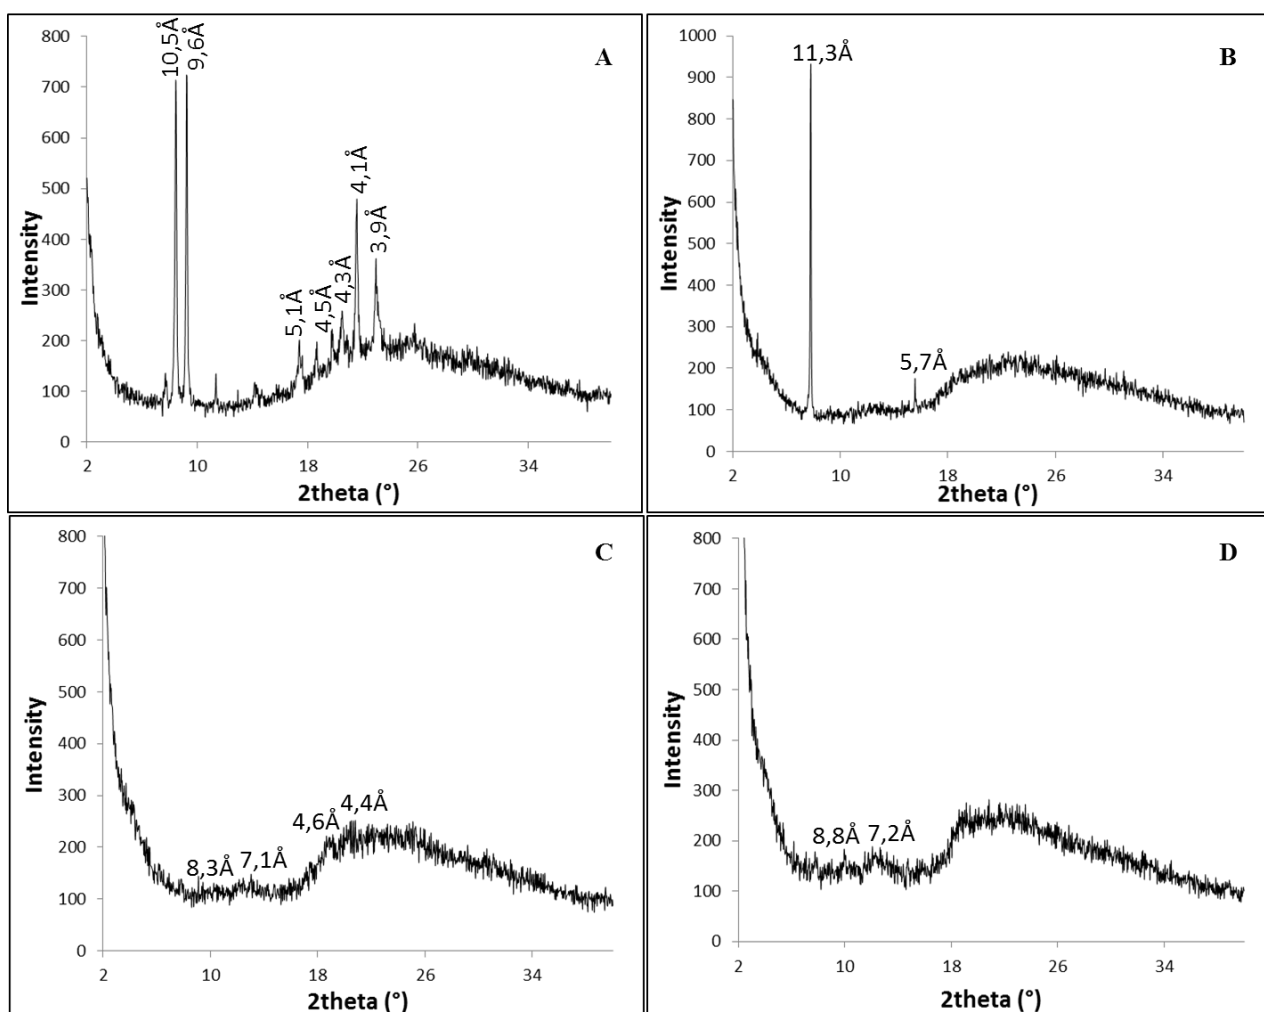 A
800
700
600
500
400
300
200
100
0
Intensity
10,5Å
9,6Å
5,1Å
4,5Å
4,3Å
4,1Å
3,9Å
2 10 18 26 34
2theta (°)
B
1000
900
800
700
600
500
400
300
200
100
0
Intensity
11,3Å
5,7Å
2 10 18 26 34
2theta (°)
C
800
700
600
500
400
300
200
100
0
Intensity
8,3Å
7,1Å
4,6Å
4,4Å
2 10 18 26 34
2theta (°)
D
800
700
600
500
400
300
200
100
0
Intensity
8,8Å
7,2Å
2 10 18 26 34
2theta (°)